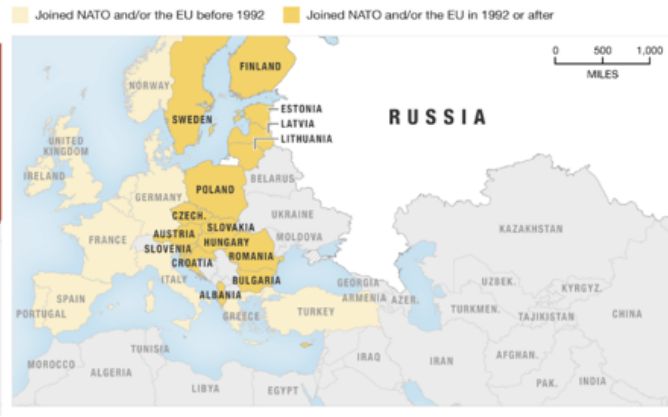 Joined NATO and/or the EU before 1992
Joined NATO and/or the EU in 1992 or after
0 500 1,000
MILES
FINLAND
NORWAY
SWEDEN
ESTONIA
LATVIA
LITHUANIA
RUSSIA
UNITED
KINGDOM
IRELAND
BELARUS
POLAND
GERMANY
CZECH.
UKRAINE
SLOVAKIA
AUSTRIA
KAZAKHSTAN
FRANCE
HUNGARY
MOLDOVA
SLOVENIA
ROMANIA
CROATIA
ITALY
BULGARIA
GEORGIA
UZBEK.
KYRGYZ.
ALBANIA
ARMENIA AZER.
SPAIN
PORTUGAL
GREECE
TURKEY
TURKMEN.
TAJIKISTAN
CHINA
TUNISIA
MOROCCO
ALGERIA
IRAQ
IRAN
AFGHAN.
LIBYA
EGYPT
PAK.
INDIA